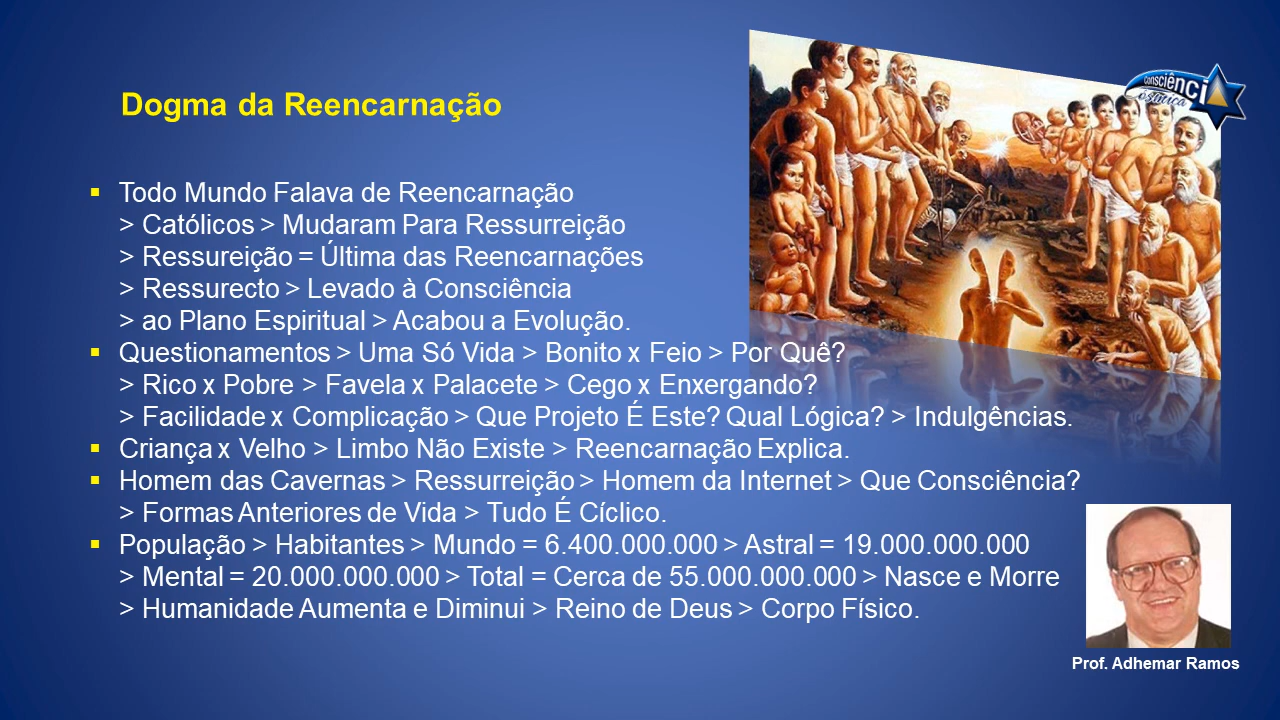 Consciênci
Cósmica
Dogma da Reencarnação
▪ Todo Mundo Falava de Reencarnação
> Católicos > Mudaram Para Ressurreição
> Ressureição = Última das Reencarnações
> Ressurecto > Levado à Consciência
> ao Plano Espiritual > Acabou a Evolução.
▪ Questionamentos > Uma Só Vida > Bonito x Feio > Por Quê?
> Rico x Pobre > Favela x Palacete > Cego x Enxergando?
> Facilidade x Complicação > Que Projeto É Este? Qual Lógica? > Indulgências.
▪ Criança x Velho > Limbo Não Existe > Reencarnação Explica.
▪ Homem das Cavernas > Ressurreição > Homem da Internet > Que Consciência?
> Formas Anteriores de Vida > Tudo É Cíclico.
▪ População > Habitantes > Mundo = 6.400.000.000 > Astral = 19.000.000.000
> Mental = 20.000.000.000 > Total = Cerca de 55.000.000.000 > Nasce e Morre
> Humanidade Aumenta e Diminui > Reino de Deus > Corpo Físico.
Prof. Adhemar Ramos